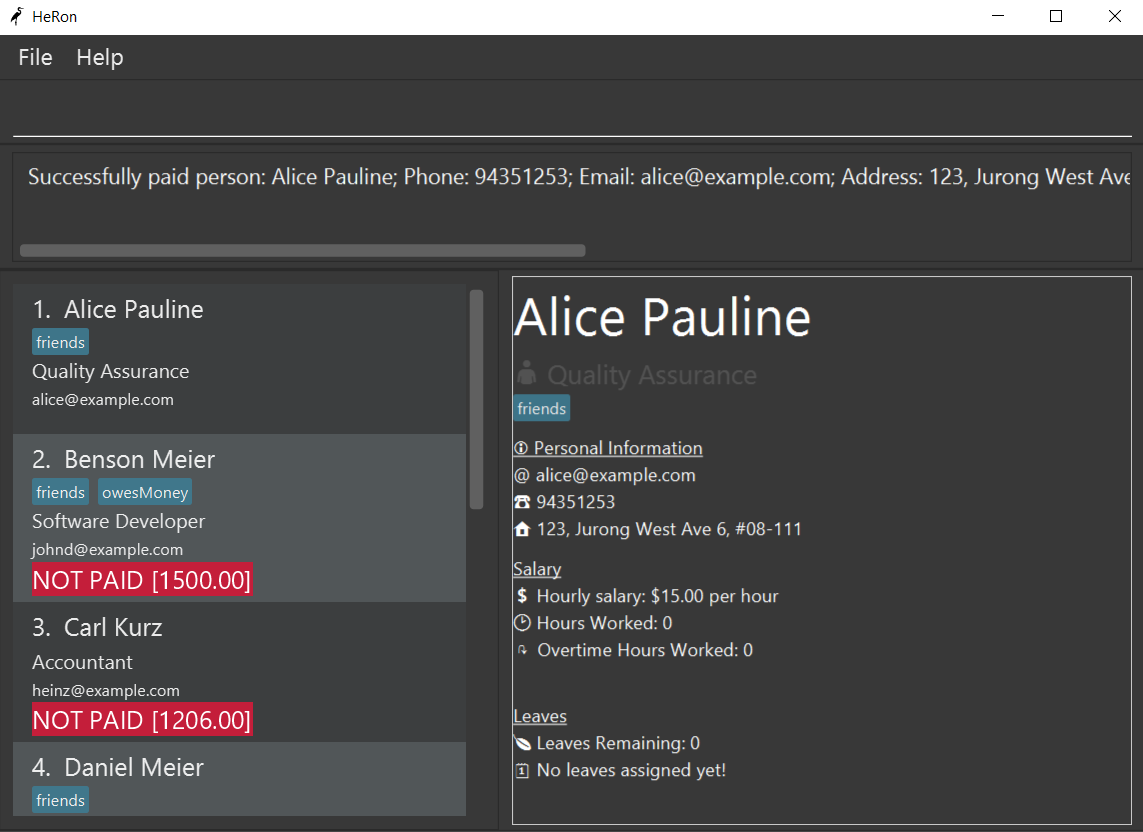 HeRon
File Help
Successfully paid person: Alice Pauline; Phone: 94351253; Email: alice@example.com; Address: 123, Jurong West Ave
1. Alice Pauline
friends
Quality Assurance
alice@example.com
2. Benson Meier
friends owesMoney
Software Developer
johnd@example.com
NOT PAID [1500.00]
3. Carl Kurz
Accountant
heinz@example.com
NOT PAID [1206.00]
4. Daniel Meier
friends
Alice Pauline
Quality Assurance
friends
Personal Information
@ alice@example.com
94351253
123, Jurong West Ave 6, #08-111
Salary
$ Hourly salary: $15.00 per hour
Hours Worked: 0
Overtime Hours Worked: 0
Leaves
Leaves Remaining: 0
No leaves assigned yet!